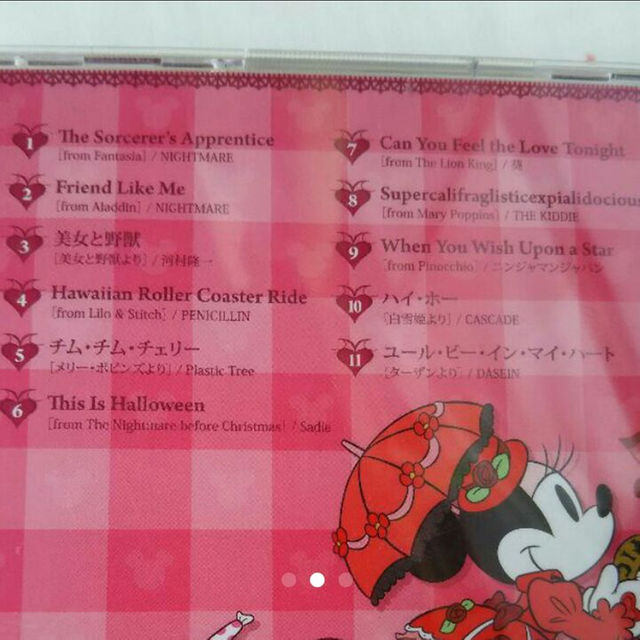 1 The Sorcerer's Apprentice
[from Fantasia] / NIGHTMARE
2 Friend Like Me
[from Aladdin] / NIGHTMARE
3 美女と野獣
[美女と野獣より] / 河村隆一
4 Hawaiian Roller Coaster Ride
[from Lilo & Stitch] / PENICILLIN
5 チム・チム・チェリー
[メリー・ポピンズより] / Plastic Tree
6 This Is Halloween
[from The Nightmare before Christmas] / Sadie
7 Can You Feel the Love Tonight
[from The Lion King] / 葵
8 Supercalifraglisticexpialidocious
[from Mary Poppins] / THE KIDDIE
9 When You Wish Upon a Star
[from Pinocchio] / ニンジャマンジャパン
10 ハイ・ホー
[白雪姫より] / CASCADE
11 ユール・ビー・イン・マイ・ハート
[ターザンより] / DASEIN